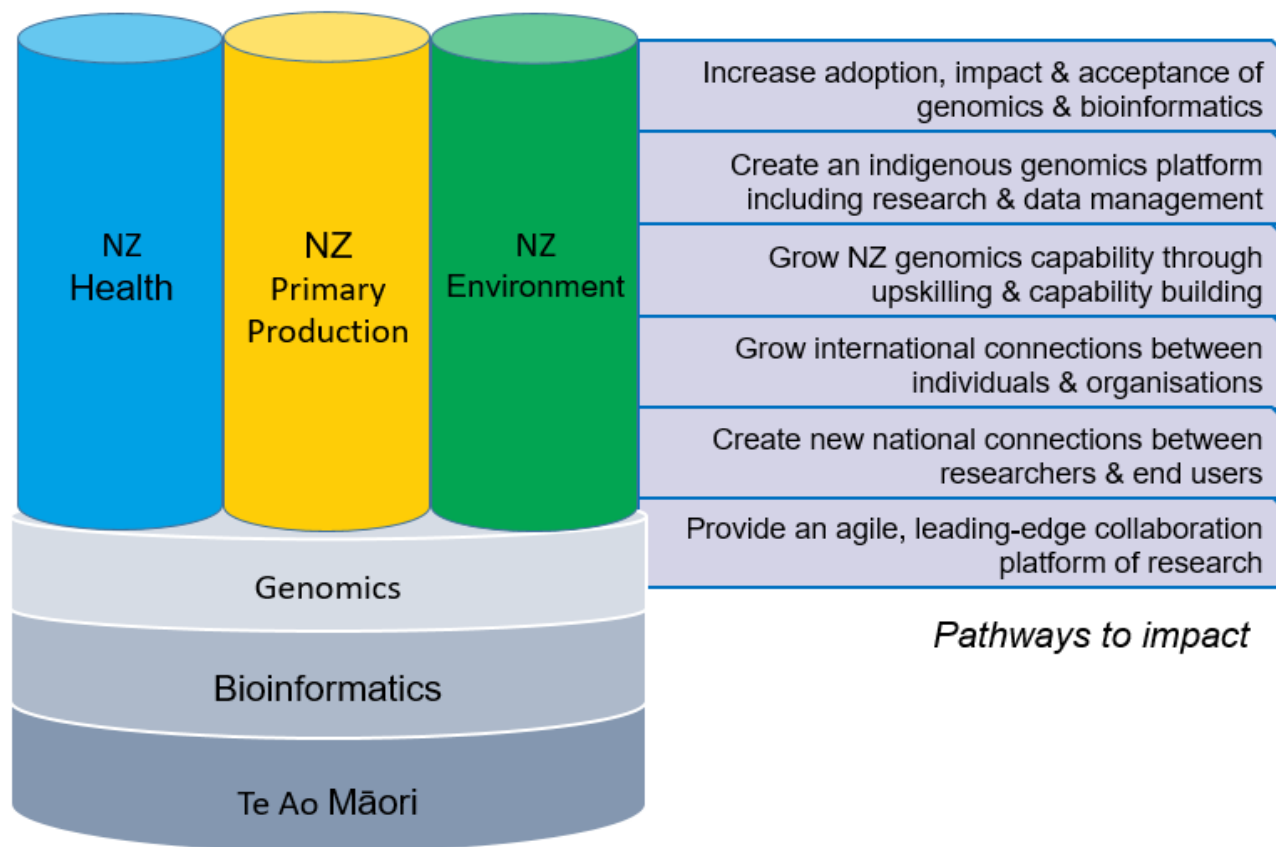 NZ
Health
NZ
Primary
Production
NZ
Environment
Increase adoption, impact & acceptance of
genomics & bioinformatics
Create an indigenous genomics platform
including research & data management
Grow NZ genomics capability through
upskilling & capability building
Grow international connections between
individuals & organisations
Create new national connections between
researchers & end users
Provide an agile, leading-edge collaboration
platform of research
Pathways to impact
Genomics
Bioinformatics
Te Ao Māori